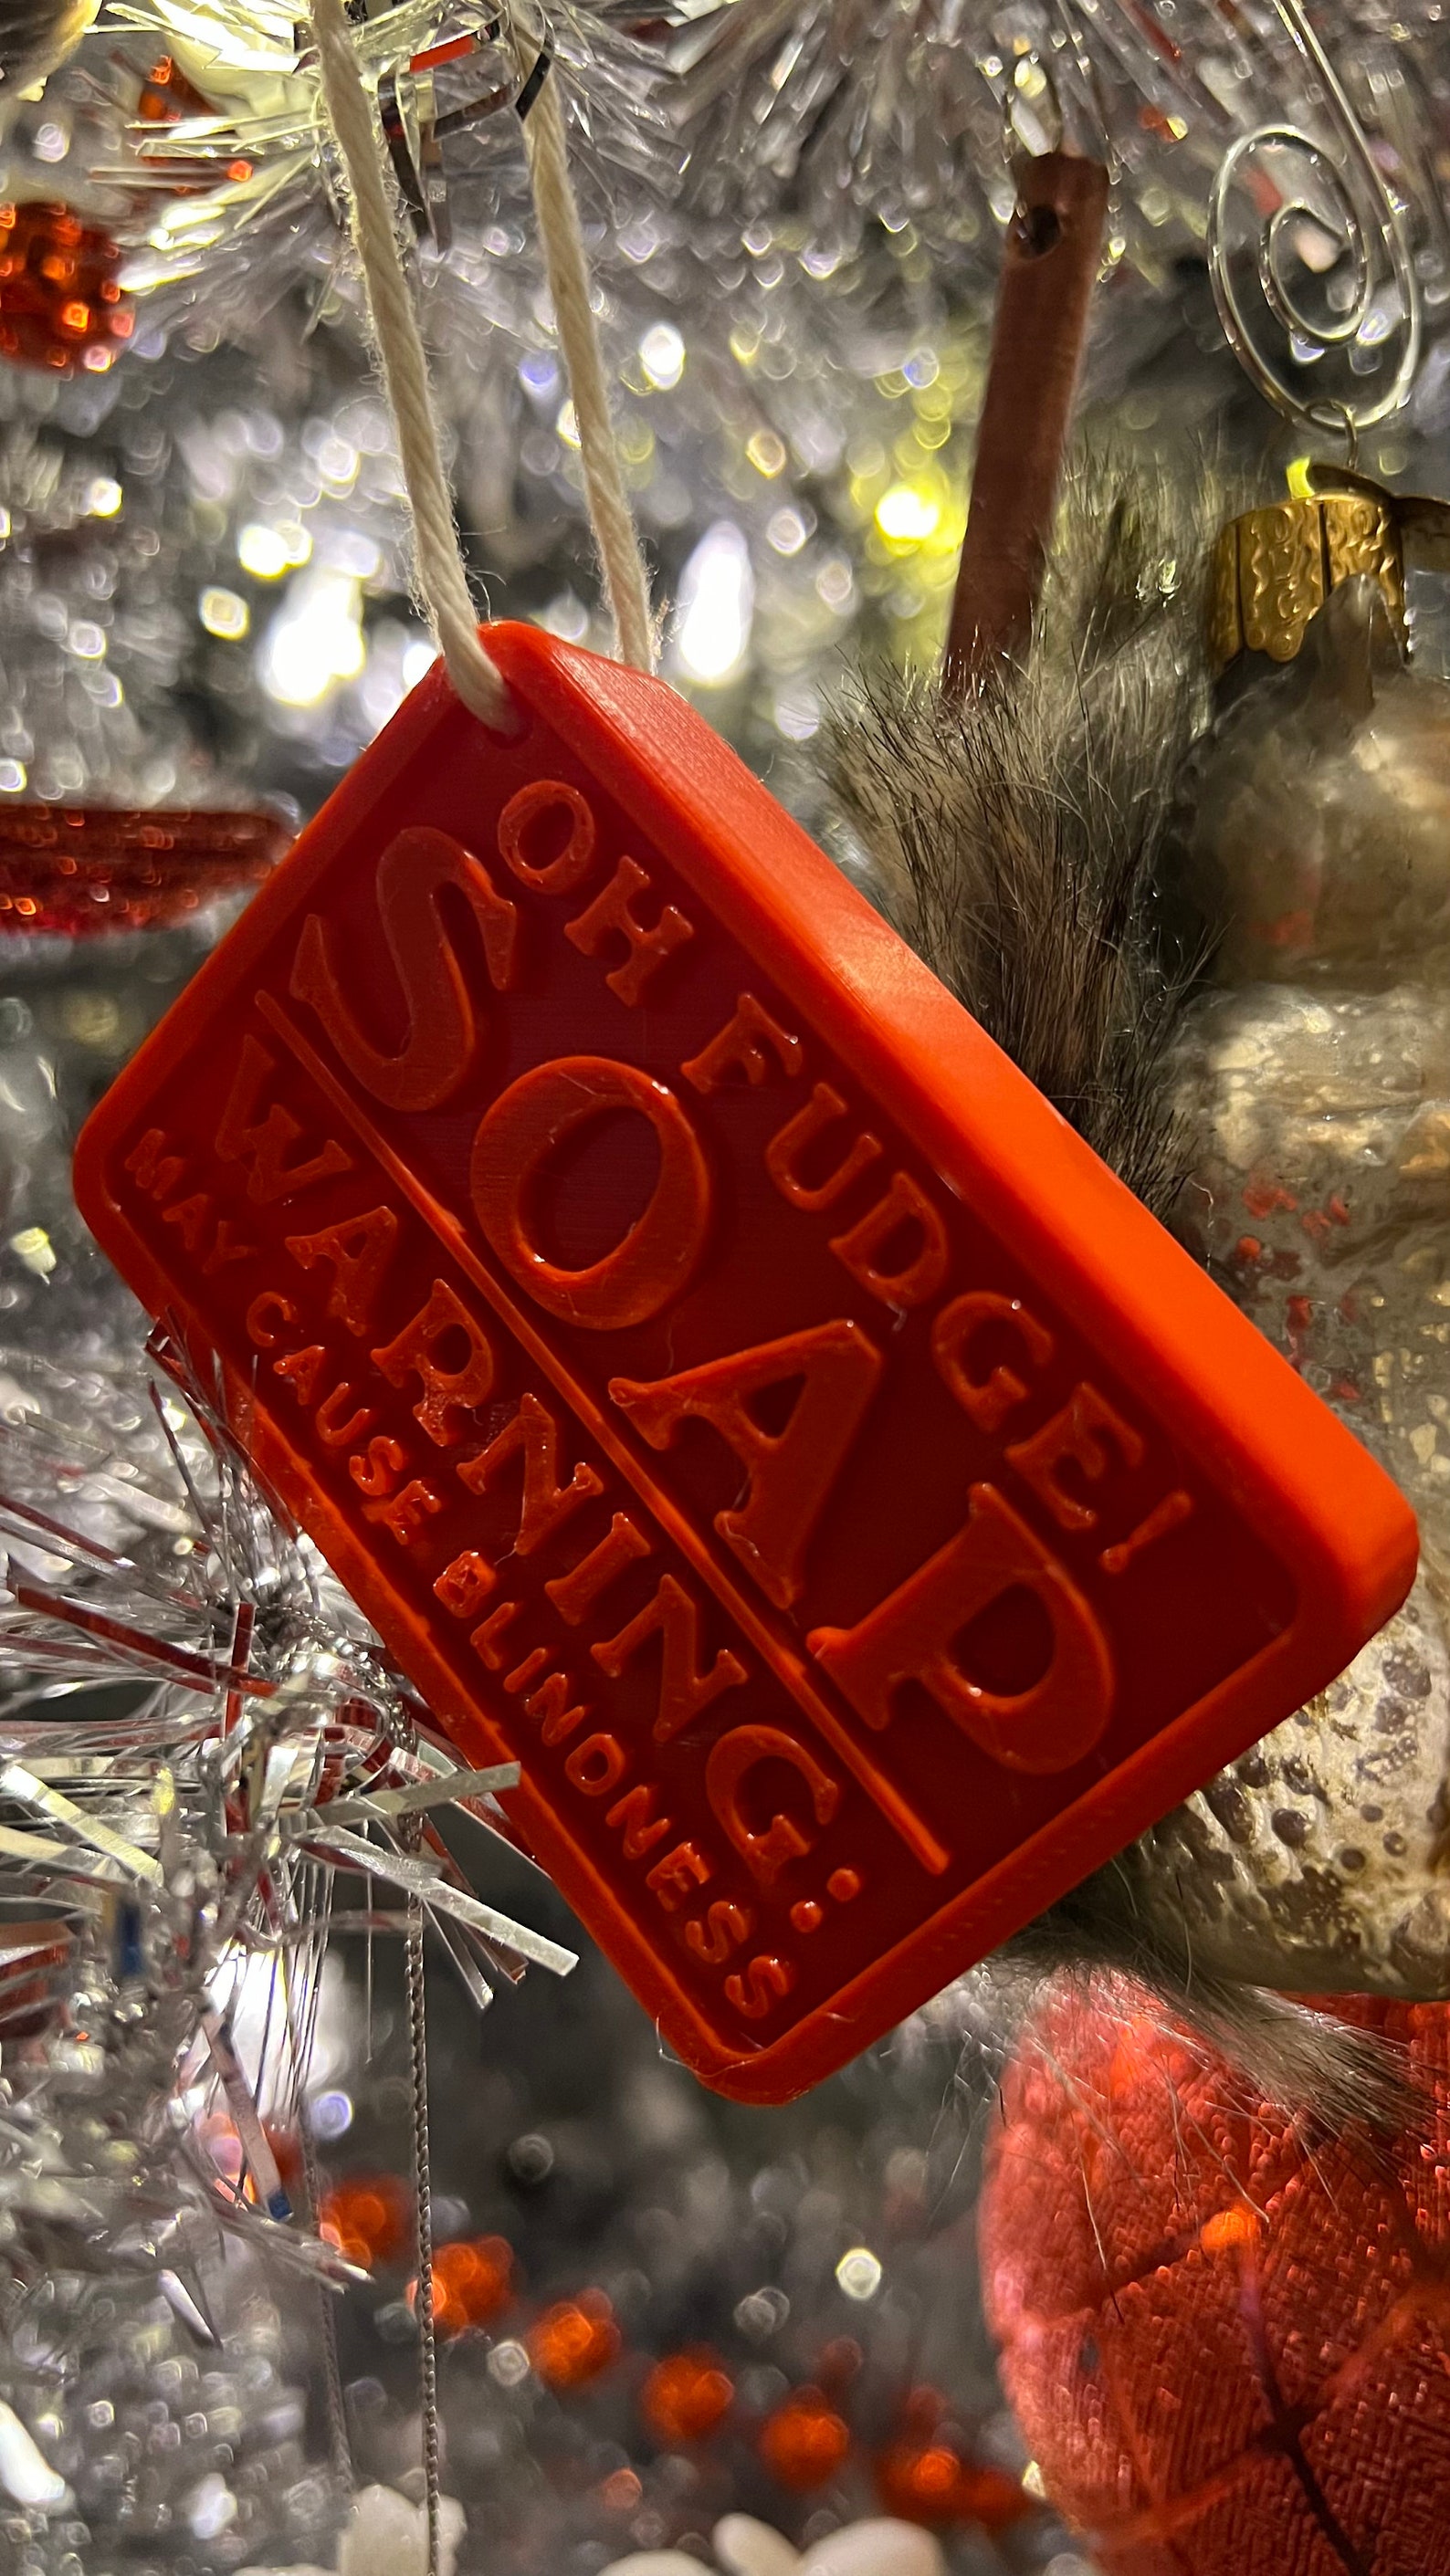 OH FUDGE!
SOAP
WARNING:
MAY CAUSE BLINDNESS